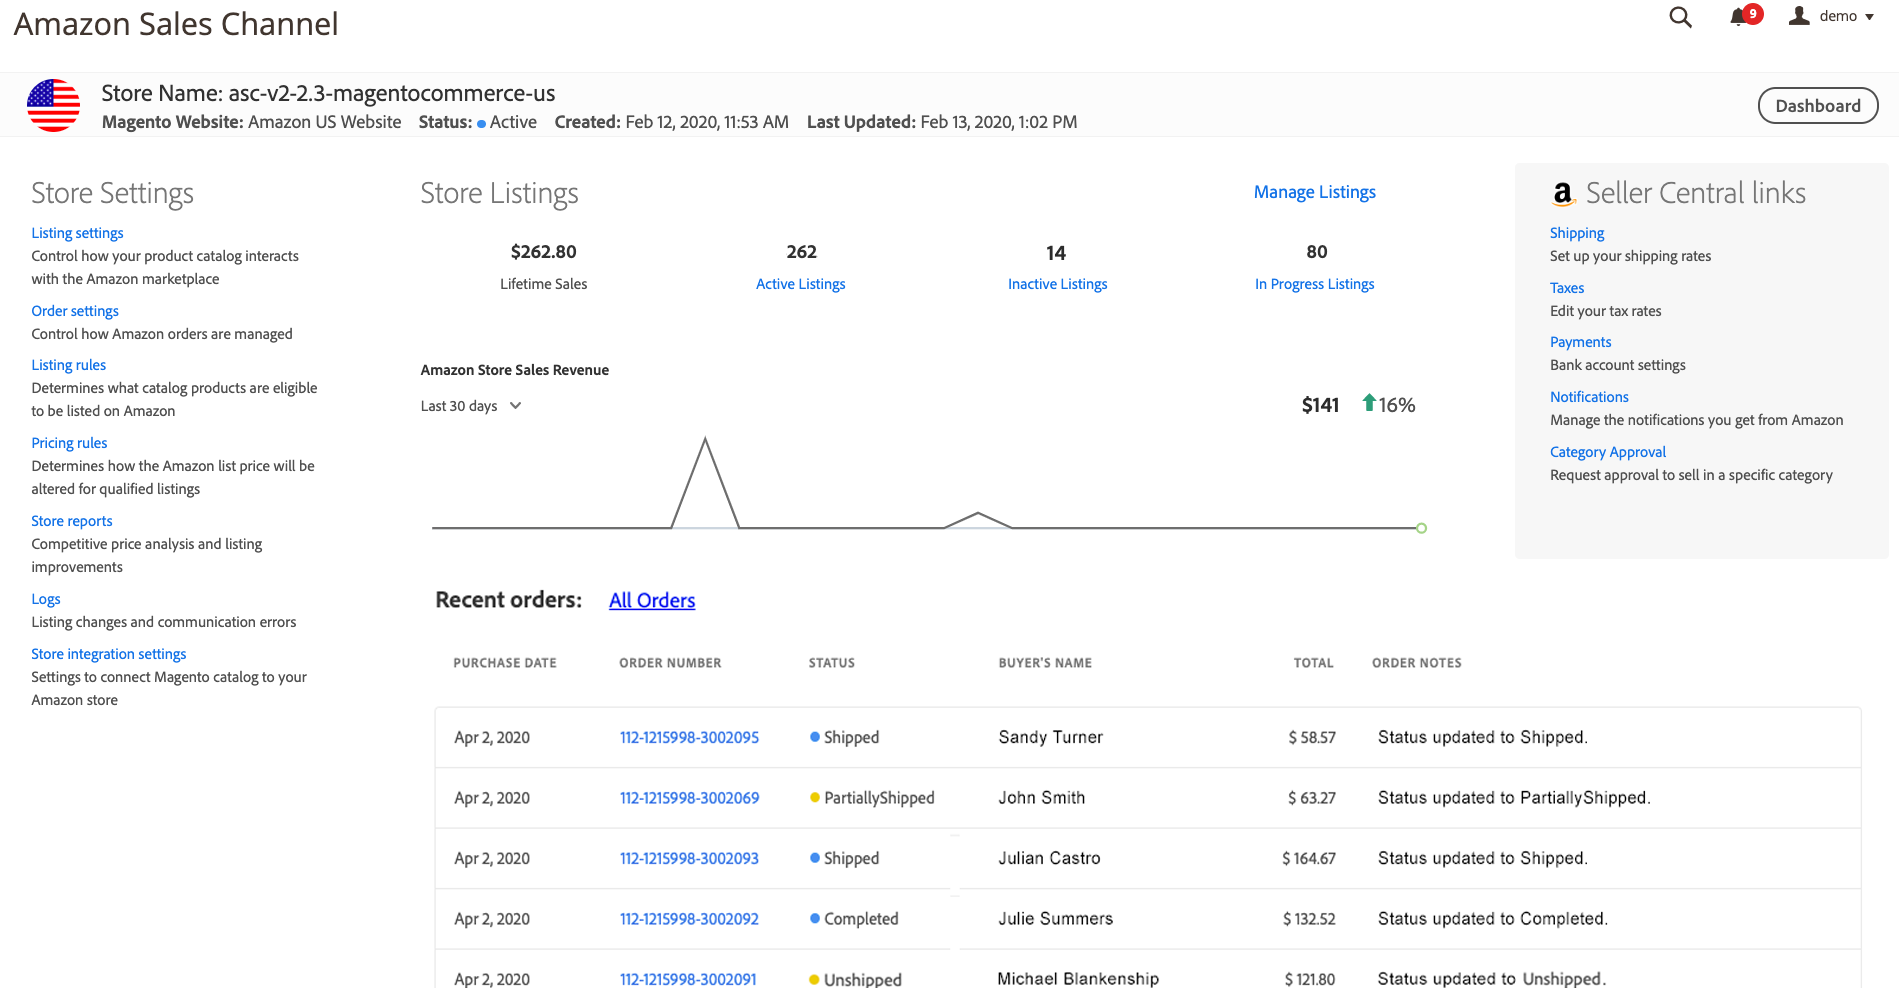 Amazon Sales Channel
9
demo
Store Name: asc-v2-2.3-magentocommerce-us
Magento Website: Amazon US Website Status: Active Created: Feb 12, 2020, 11:53 AM Last Updated: Feb 13, 2020, 1:02 PM
Dashboard
Store Settings
Listing settings
Control how your product catalog interacts
with the Amazon marketplace
Order settings
Control how Amazon orders are managed
Listing rules
Determines what catalog products are eligible
to be listed on Amazon
Pricing rules
Determines how the Amazon list price will be
altered for qualified listings
Store reports
Competitive price analysis and listing
improvements
Logs
Listing changes and communication errors
Store integration settings
Settings to connect Magento catalog to your
Amazon store
Store Listings
Manage Listings
$262.80 262 14 80
Lifetime Sales Active Listings Inactive Listings In Progress Listings
Amazon Store Sales Revenue
Last 30 days
$141 16%
a Seller Central links
Shipping
Set up your shipping rates
Taxes
Edit your tax rates
Payments
Bank account settings
Notifications
Manage the notifications you get from Amazon
Category Approval
Request approval to sell in a specific category
Recent orders: All Orders
PURCHASE DATE ORDER NUMBER STATUS BUYER'S NAME TOTAL ORDER NOTES
Apr 2, 2020 112-1215998-3002095 Shipped Sandy Turner $ 58.57 Status updated to Shipped.
Apr 2, 2020 112-1215998-3002069 PartiallyShipped John Smith $ 63.27 Status updated to PartiallyShipped.
Apr 2, 2020 112-1215998-3002093 Shipped Julian Castro $ 164.67 Status updated to Shipped.
Apr 2, 2020 112-1215998-3002092 Completed Julie Summers $ 132.52 Status updated to Completed.
Apr 2, 2020 112-1215998-3002091 Unshipped Michael Blankenship $ 121.80 Status updated to Unshipped.